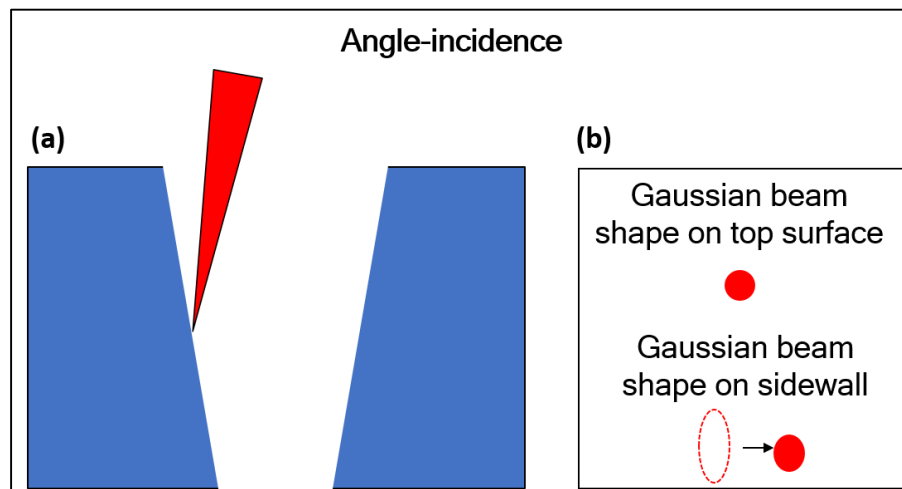 Angle-incidence
(a)
(b)
Gaussian beam
shape on top surface
Gaussian beam
shape on sidewall